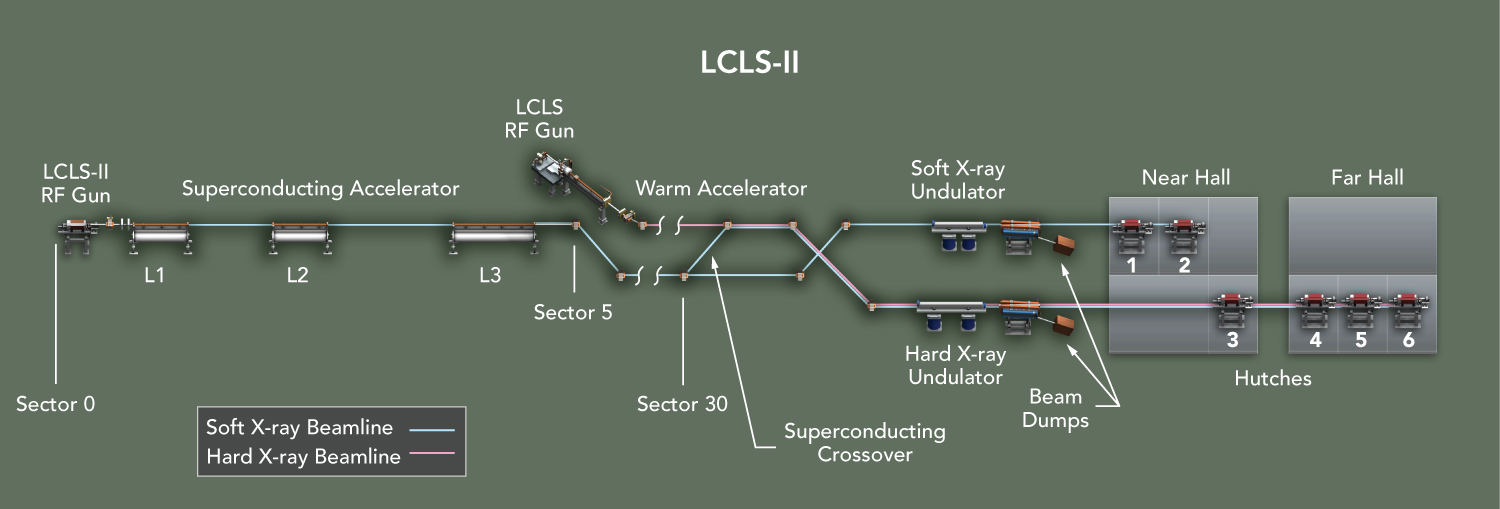 LCLS-II
LCLS
RF Gun
LCLS-II
RF Gun
Superconducting Accelerator
Warm Accelerator
Soft X-ray
Undulator
Near Hall
Far Hall
L1
L2
L3
1
2
Sector 5
3
4
5
6
Hard X-ray
Undulator
Hutches
Sector 0
Sector 30
Beam
Dumps
Superconducting
Crossover
Soft X-ray Beamline
Hard X-ray Beamline